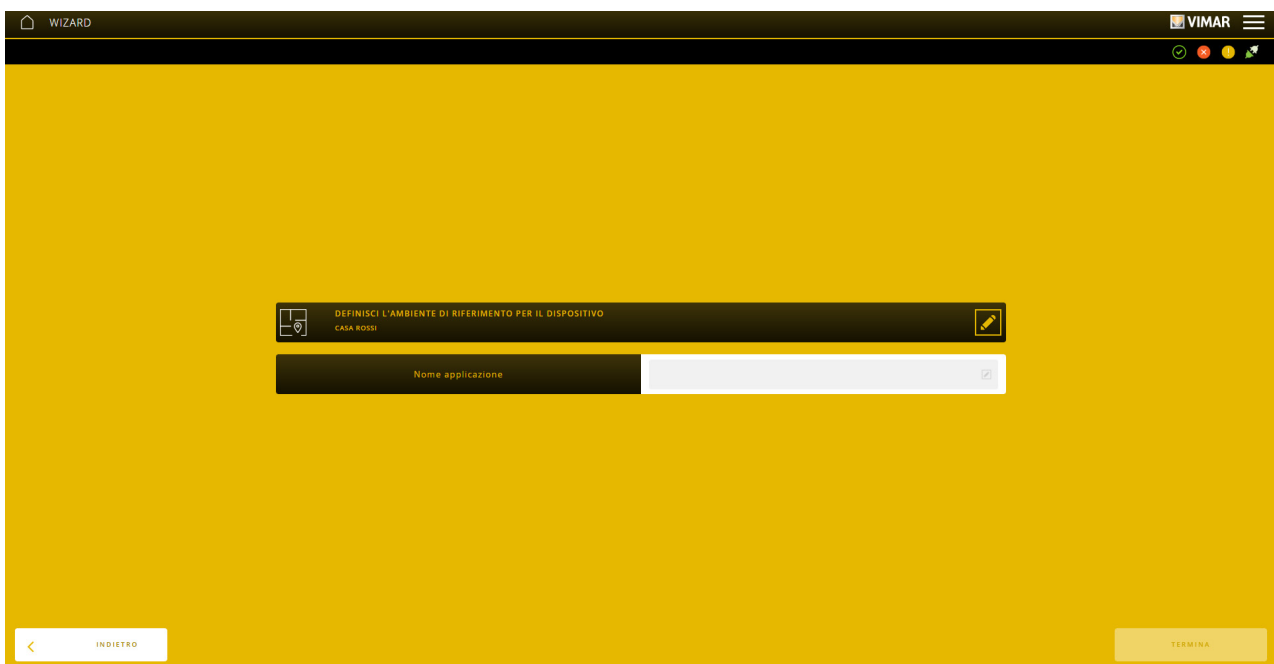 WIZARD
VIMAR
DEFINISCI L'AMBIENTE DI RIFERIMENTO PER IL DISPOSITIVO
CASA ROSSI
Nome applicazione
INDIETRO
TERMINA